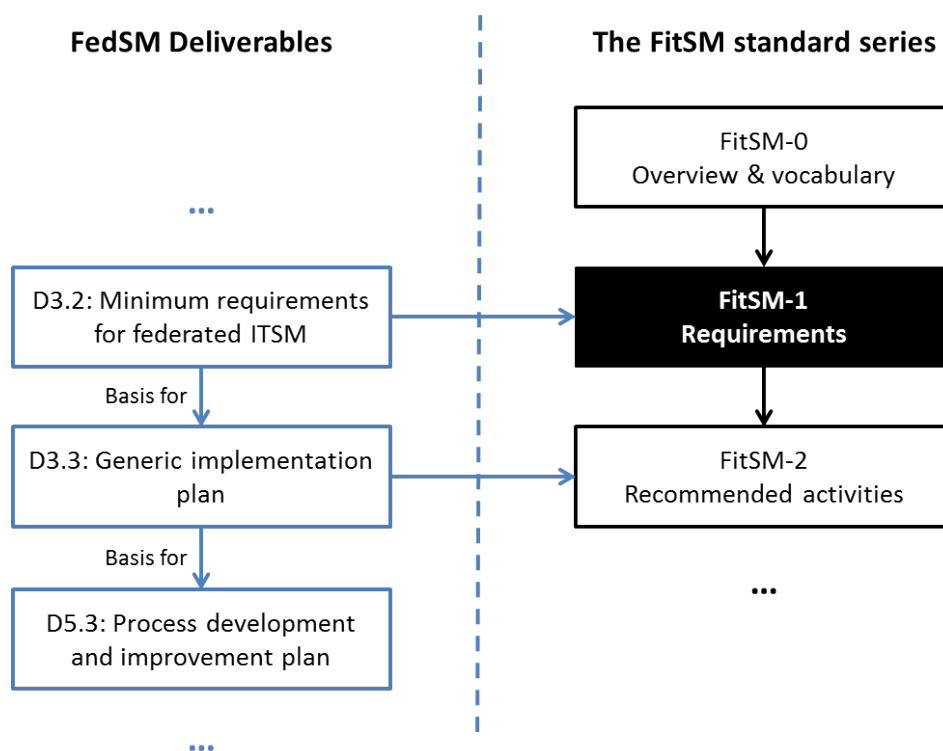 FedSM Deliverables
The FitSM standard series
FitSM-0
Overview & vocabulary
...
D3.2: Minimum requirements
for federated ITSM
FitSM-1
Requirements
Basis for
D3.3: Generic implementation
plan
FitSM-2
Recommended activities
Basis for
...
D5.3: Process development
and improvement plan
...